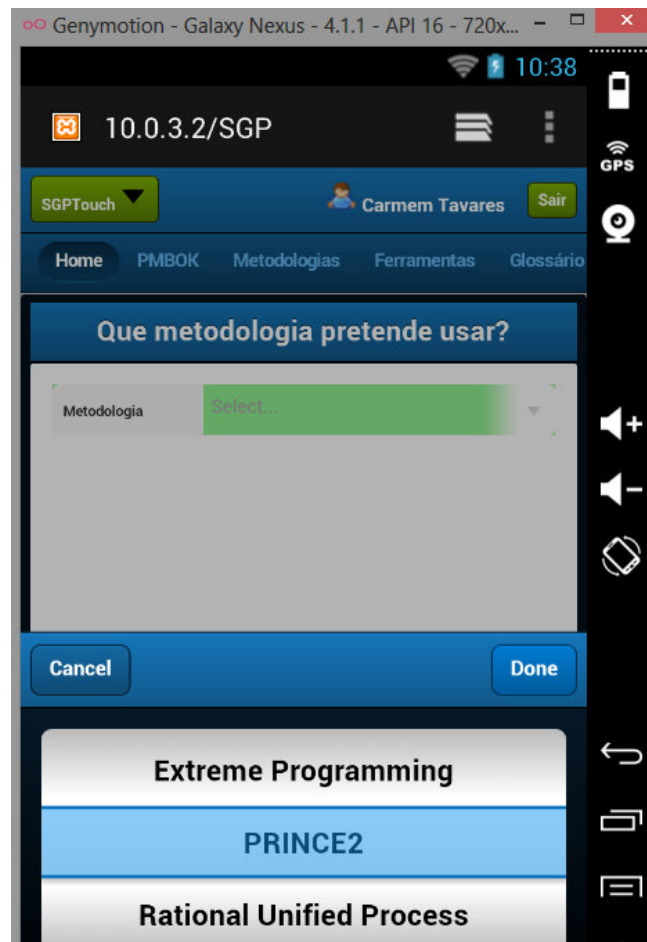 Genymotion - Galaxy Nexus - 4.1.1 - API 16 - 720x...
10:38
10.0.3.2/SGP
GPS
SGPTouch
Carmem Tavares
Sair
Home PMBOK Metodologias Ferramentas Glossário
Que metodologia pretende usar?
Metodologia
Select...
Cancel
Done
Extreme Programming
PRINCE2
Rational Unified Process